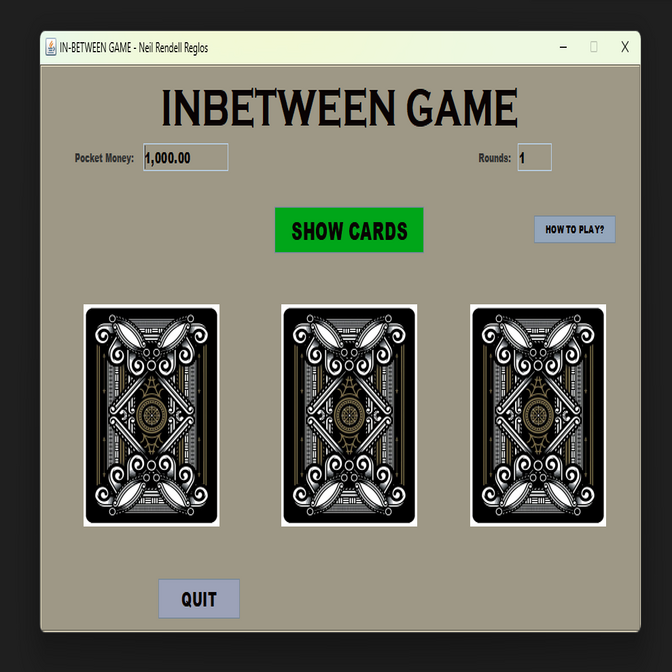 IN-BETWEEN GAME - Neil Rendell Reglos
INBETWEEN GAME
Pocket Money: 1,000.00 Rounds: 1
SHOW CARDS
HOW TO PLAY?
QUIT